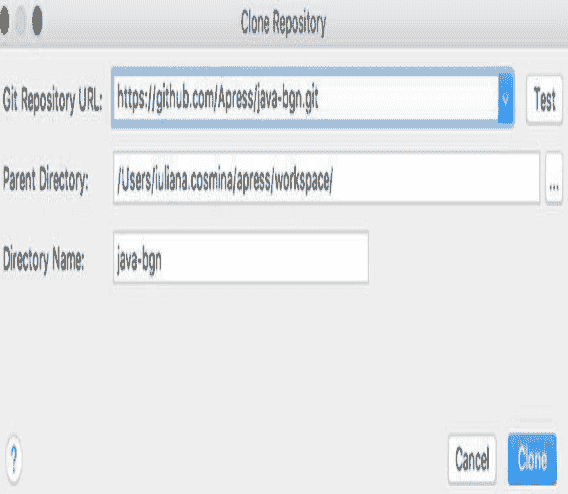 Clone Repository
Git Repository URL: https://github.com/Apress/java-bgn.git Test
Parent Directory: /Users/iuliana.cosmina/apress/workspace/ ...
Directory Name: java-bgn
? Cancel Clone